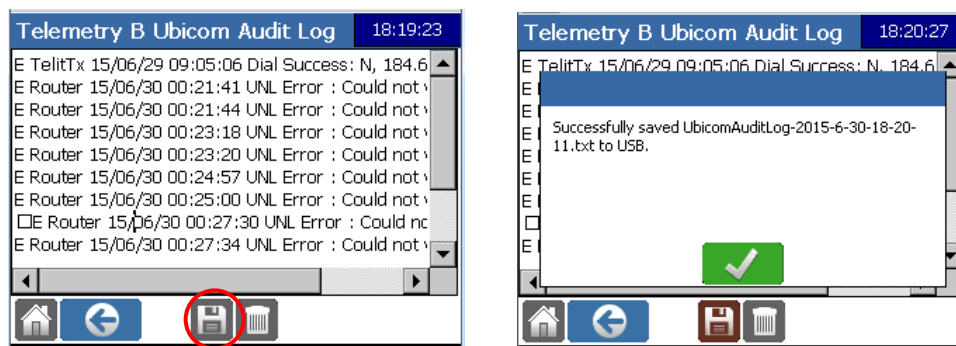 Telemetry B Ubicom Audit Log 18:19:23
E TelitTx 15/06/29 09:05:06 Dial Success: N, 184.6
E Router 15/06/30 00:21:41 UNL Error : Could not
E Router 15/06/30 00:21:44 UNL Error : Could not
E Router 15/06/30 00:23:18 UNL Error : Could not
E Router 15/06/30 00:23:20 UNL Error : Could not
E Router 15/06/30 00:24:57 UNL Error : Could not
E Router 15/06/30 00:25:00 UNL Error : Could not
□E Router 15/06/30 00:27:30 UNL Error : Could nc
E Router 15/06/30 00:27:34 UNL Error : Could not
Telemetry B Ubicom Audit Log 18:20:27
E TelitTx 15/06/29 09:05:06 Dial Success: N, 184.6
E
E
E
E
E
E
E
Successfully saved UbicomAuditLog-2015-6-30-18-20-
11.txt to USB.